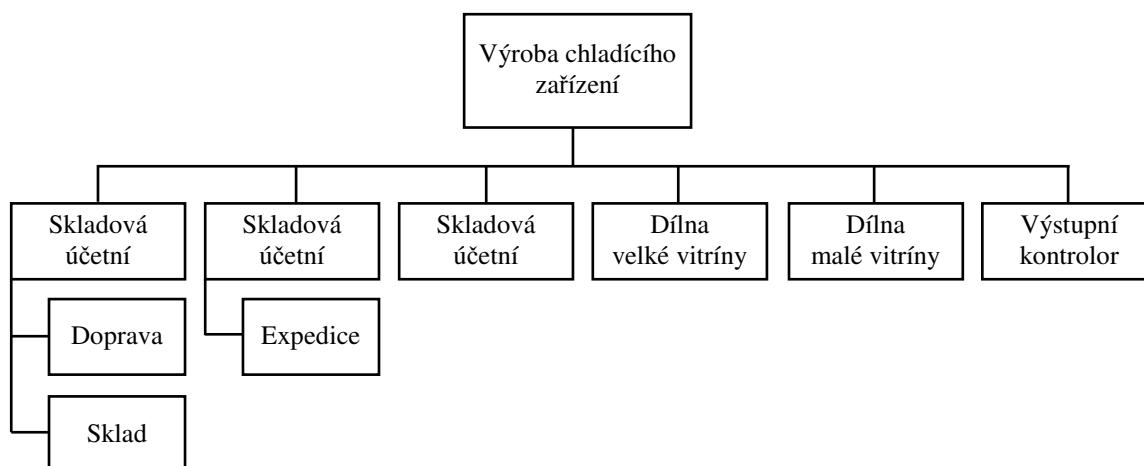 Výroba chladícího
zařízení
Skladová
účetní
Skladová
účetní
Skladová
účetní
Dílna
velké vitríny
Dílna
malé vitríny
Výstupní
kontrolor
Doprava
Expedice
Sklad